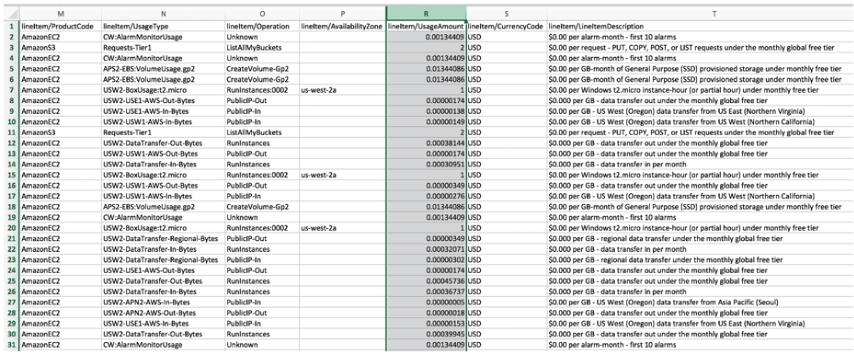 M N O P R S T
1 lineItem/ProductCode lineItem/UsageType lineItem/Operation lineItem/AvailabilityZone lineItem/UsageAmount lineItem/CurrencyCode lineItem/LineItemDescription
2 AmazonEC2 CW:AlarmMonitorUsage Unknown 0.00134409 USD $0.00 per alarm-month - first 10 alarms
3 AmazonS3 Requests-Tier1 ListAllMyBuckets 2 USD $0.00 per request - PUT, COPY, POST, or LIST requests under the monthly global free tier
4 AmazonEC2 CW:AlarmMonitorUsage Unknown 0.00134409 USD $0.00 per alarm-month - first 10 alarms
5 AmazonEC2 APS2-EBS:VolumeUsage.gp2 CreateVolume-Gp2 0.01344086 USD $0.00 per GB-month of General Purpose (SSD) provisioned storage under monthly free tier
6 AmazonEC2 APS2-EBS:VolumeUsage.gp2 CreateVolume-Gp2 0.01344086 USD $0.00 per GB-month of General Purpose (SSD) provisioned storage under monthly free tier
7 AmazonEC2 USW2-BoxUsage:t2.micro RunInstances:0002 us-west-2a 1 USD $0.00 per Windows t2.micro instance-hour (or partial hour) under monthly free tier
8 AmazonEC2 USW2-USE1-AWS-Out-Bytes PublicIP-Out 0.00000174 USD $0.000 per GB - data transfer out under the monthly global free tier
9 AmazonEC2 USW2-USE1-AWS-In-Bytes PublicIP-In 0.00000138 USD $0.00 per GB - US West (Oregon) data transfer from US East (Northern Virginia)
10 AmazonEC2 USW2-USW1-AWS-In-Bytes PublicIP-In 0.00000149 USD $0.00 per GB - US West (Oregon) data transfer from US West (Northern California)
11 AmazonS3 Requests-Tier1 ListAllMyBuckets 2 USD $0.00 per request - PUT, COPY, POST, or LIST requests under the monthly global free tier
12 AmazonEC2 USW2-DataTransfer-Out-Bytes RunInstances 0.00038144 USD $0.000 per GB - data transfer out under the monthly global free tier
13 AmazonEC2 USW2-USW1-AWS-Out-Bytes PublicIP-Out 0.00000174 USD $0.000 per GB - data transfer out under the monthly global free tier
14 AmazonEC2 USW2-DataTransfer-In-Bytes RunInstances 0.00030951 USD $0.000 per GB - data transfer in per month
15 AmazonEC2 USW2-BoxUsage:t2.micro RunInstances:0002 us-west-2a 1 USD $0.00 per Windows t2.micro instance-hour (or partial hour) under monthly free tier
16 AmazonEC2 USW2-USW1-AWS-Out-Bytes PublicIP-Out 0.00000349 USD $0.000 per GB - data transfer out under the monthly global free tier
17 AmazonEC2 USW2-USW1-AWS-In-Bytes PublicIP-In 0.00000276 USD $0.00 per GB - US West (Oregon) data transfer from US West (Northern California)
18 AmazonEC2 APS2-EBS:VolumeUsage.gp2 CreateVolume-Gp2 0.01344086 USD $0.00 per GB-month of General Purpose (SSD) provisioned storage under monthly free tier
19 AmazonEC2 CW:AlarmMonitorUsage Unknown 0.00134409 USD $0.00 per alarm-month - first 10 alarms
20 AmazonEC2 USW2-BoxUsage:t2.micro RunInstances:0002 us-west-2a 1 USD $0.00 per Windows t2.micro instance-hour (or partial hour) under monthly free tier
21 AmazonEC2 USW2-DataTransfer-Regional-Bytes PublicIP-Out 0.00000349 USD $0.000 per GB - regional data transfer under the monthly global free tier
22 AmazonEC2 USW2-DataTransfer-In-Bytes RunInstances 0.00032071 USD $0.000 per GB - data transfer in per month
23 AmazonEC2 USW2-DataTransfer-Regional-Bytes PublicIP-In 0.00000302 USD $0.000 per GB - regional data transfer under the monthly global free tier
24 AmazonEC2 USW2-USE1-AWS-Out-Bytes PublicIP-Out 0.00000174 USD $0.000 per GB - data transfer out under the monthly global free tier
25 AmazonEC2 USW2-DataTransfer-Out-Bytes RunInstances 0.00045736 USD $0.000 per GB - data transfer out under the monthly global free tier
26 AmazonEC2 USW2-DataTransfer-In-Bytes RunInstances 0.00036737 USD $0.000 per GB - data transfer in per month
27 AmazonEC2 USW2-APN2-AWS-In-Bytes PublicIP-In 0.00000005 USD $0.00 per GB - US West (Oregon) data transfer from Asia Pacific (Seoul)
28 AmazonEC2 USW2-APN2-AWS-Out-Bytes PublicIP-Out 0.00000018 USD $0.000 per GB - data transfer out under the monthly global free tier
29 AmazonEC2 USW2-USE1-AWS-In-Bytes PublicIP-In 0.00000153 USD $0.00 per GB - US West (Oregon) data transfer from US East (Northern Virginia)
30 AmazonEC2 USW2-DataTransfer-Out-Bytes RunInstances 0.00039945 USD $0.000 per GB - data transfer out under the monthly global free tier
31 AmazonEC2 CW:AlarmMonitorUsage Unknown 0.00134409 USD $0.00 per alarm-month - first 10 alarms